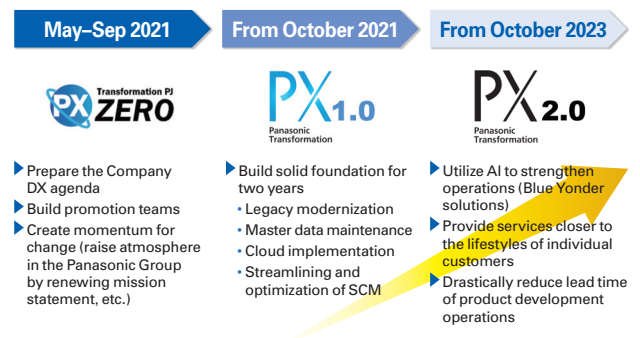 May–Sep 2021
Transformation PJ
PX ZERO
Prepare the Company
DX agenda
Build promotion teams
Create momentum for
change (raise atmosphere
in the Panasonic Group
by renewing mission
statement, etc.)
From October 2021
PX1.0
Panasonic
Transformation
Build solid foundation for
two years
• Legacy modernization
• Master data maintenance
• Cloud implementation
• Streamlining and
optimization of SCM
From October 2023
PX2.0
Panasonic
Transformation
Utilize AI to strengthen
operations (Blue Yonder
solutions)
Provide services closer to
the lifestyles of individual
customers
Drastically reduce lead time
of product development
operations